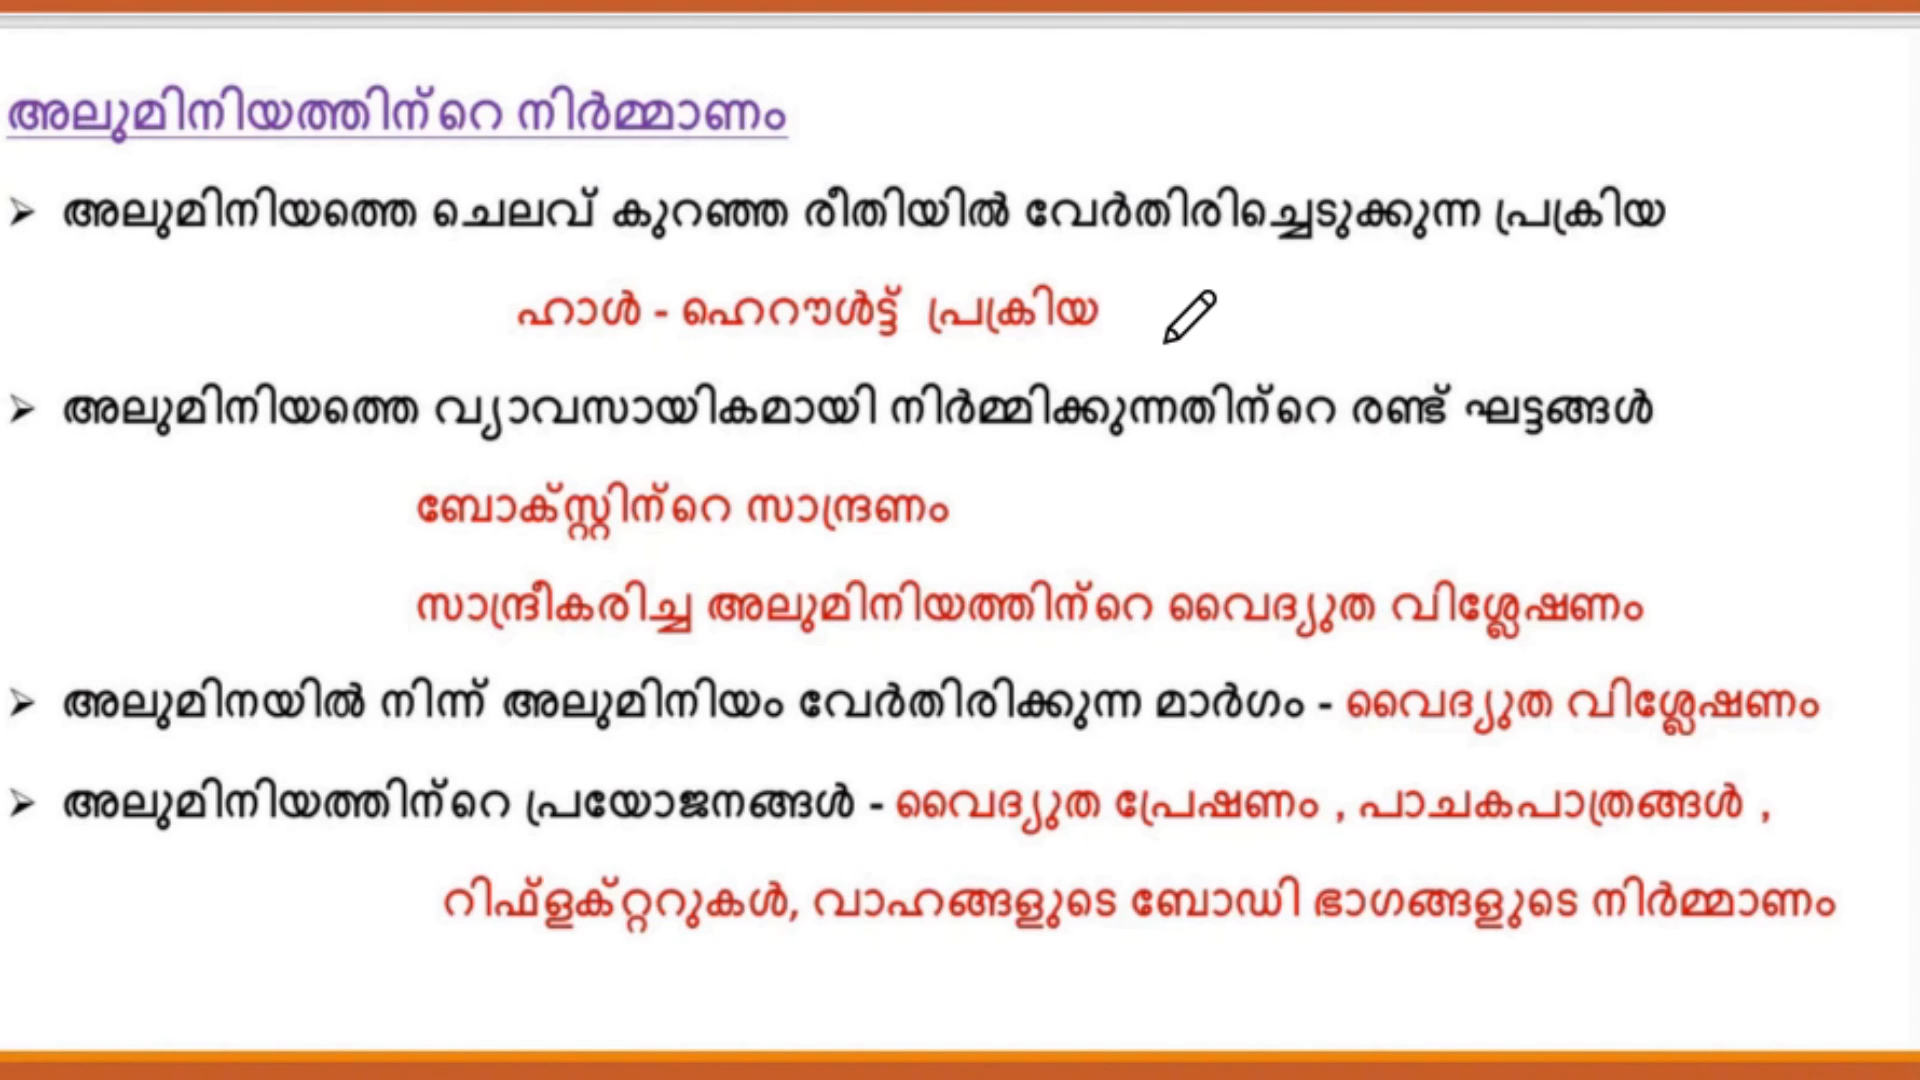 അലുമിനിയത്തിന്റെ നിർമ്മാണം
➢ അലുമിനിയത്തെ ചെലവ് കുറഞ്ഞ രീതിയിൽ വേർതിരിച്ചെടുക്കുന്ന പ്രക്രിയ
ഹാൾ - ഹെറൗൾട്ട് പ്രക്രിയ
➢ അലുമിനിയത്തെ വ്യാവസായികമായി നിർമ്മിക്കുന്നതിന്റെ രണ്ട് ഘട്ടങ്ങൾ
ബോക്സ്റ്റിന്റെ സാന്ദ്രണം
സാന്ദ്രീകരിച്ച അലുമിനിയത്തിന്റെ വൈദ്യുത വിശ്ലേഷണം
➢ അലുമിനയിൽ നിന്ന് അലുമിനിയം വേർതിരിക്കുന്ന മാർഗം - വൈദ്യുത വിശ്ലേഷണം
➢ അലുമിനിയത്തിന്റെ പ്രയോജനങ്ങൾ - വൈദ്യുത പ്രേഷണം , പാചകപാത്രങ്ങൾ ,
റിഫ്ളക്റ്ററുകൾ, വാഹങ്ങളുടെ ബോഡി ഭാഗങ്ങളുടെ നിർമ്മാണം